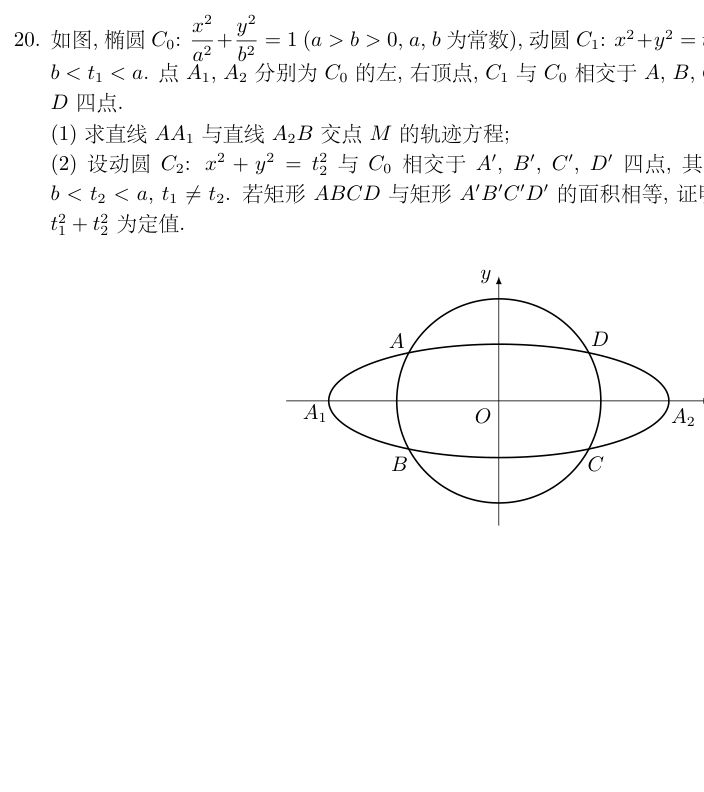 20. 如图, 椭圆 C₀: x²/a² + y²/b² = 1 (a > b > 0, a, b 为常数), 动圆 C₁: x²+y² =
b < t₁ < a. 点 A₁, A₂ 分别为 C₀ 的左, 右顶点, C₁ 与 C₀ 相交于 A, B,
D 四点.
(1) 求直线 AA₁ 与直线 A₂B 交点 M 的轨迹方程;
(2) 设动圆 C₂: x² + y² = t₂² 与 C₀ 相交于 A′, B′, C′, D′ 四点, 其
b < t₂ < a, t₁ ≠ t₂. 若矩形 ABCD 与矩形 A′B′C′D′ 的面积相等, 证
t₁² + t₂² 为定值.
y
A
D
A₁
O
A₂
B
C